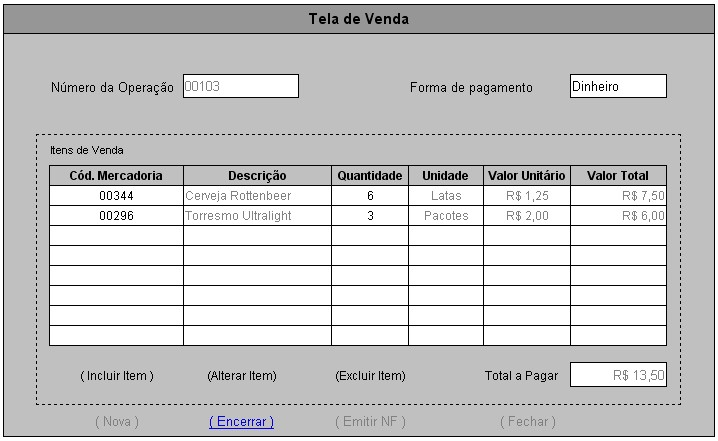 Tela de Venda
Número da Operação 00103 Forma de pagamento Dinheiro
Itens de Venda
Cód. Mercadoria Descrição Quantidade Unidade Valor Unitário Valor Total
00344 Cerveja Rottenbeer 6 Latas R$ 1,25 R$ 7,50
00296 Torresmo Ultralight 3 Pacotes R$ 2,00 R$ 6,00
( Incluir Item ) (Alterar Item) (Excluir Item) Total a Pagar R$ 13,50
( Nova ) ( Encerrar ) ( Emitir NF ) ( Fechar )